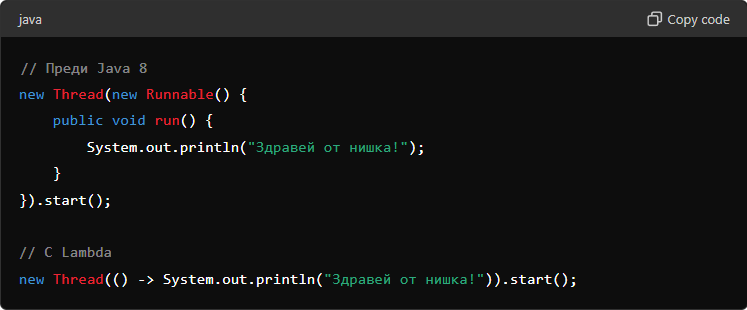 java
Copy code
// Преди Java 8
new Thread(new Runnable() {
    public void run() {
        System.out.println("Здравей от нишка!");
    }
}).start();
// С Lambda
new Thread(() -> System.out.println("Здравей от нишка!")).start();